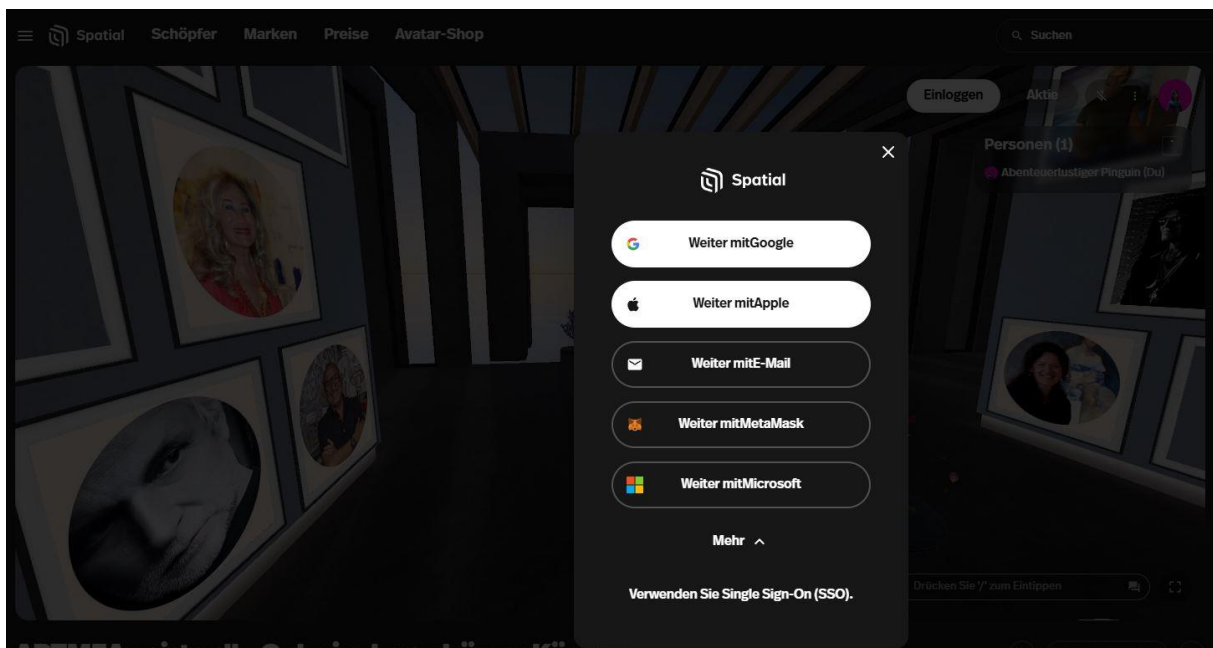 Spatial Schöpfer Marken Preise Avatar-Shop Suchen
Einloggen
Personen (1)
Abenteuerlustiger Pinguin (Du)
Spatial
Weiter mitGoogle
Weiter mitApple
Weiter mitE-Mail
Weiter mitMetaMask
Weiter mitMicrosoft
Mehr
Drücken Sie "/" zum Eintippen
Verwenden Sie Single Sign-On (SSO).